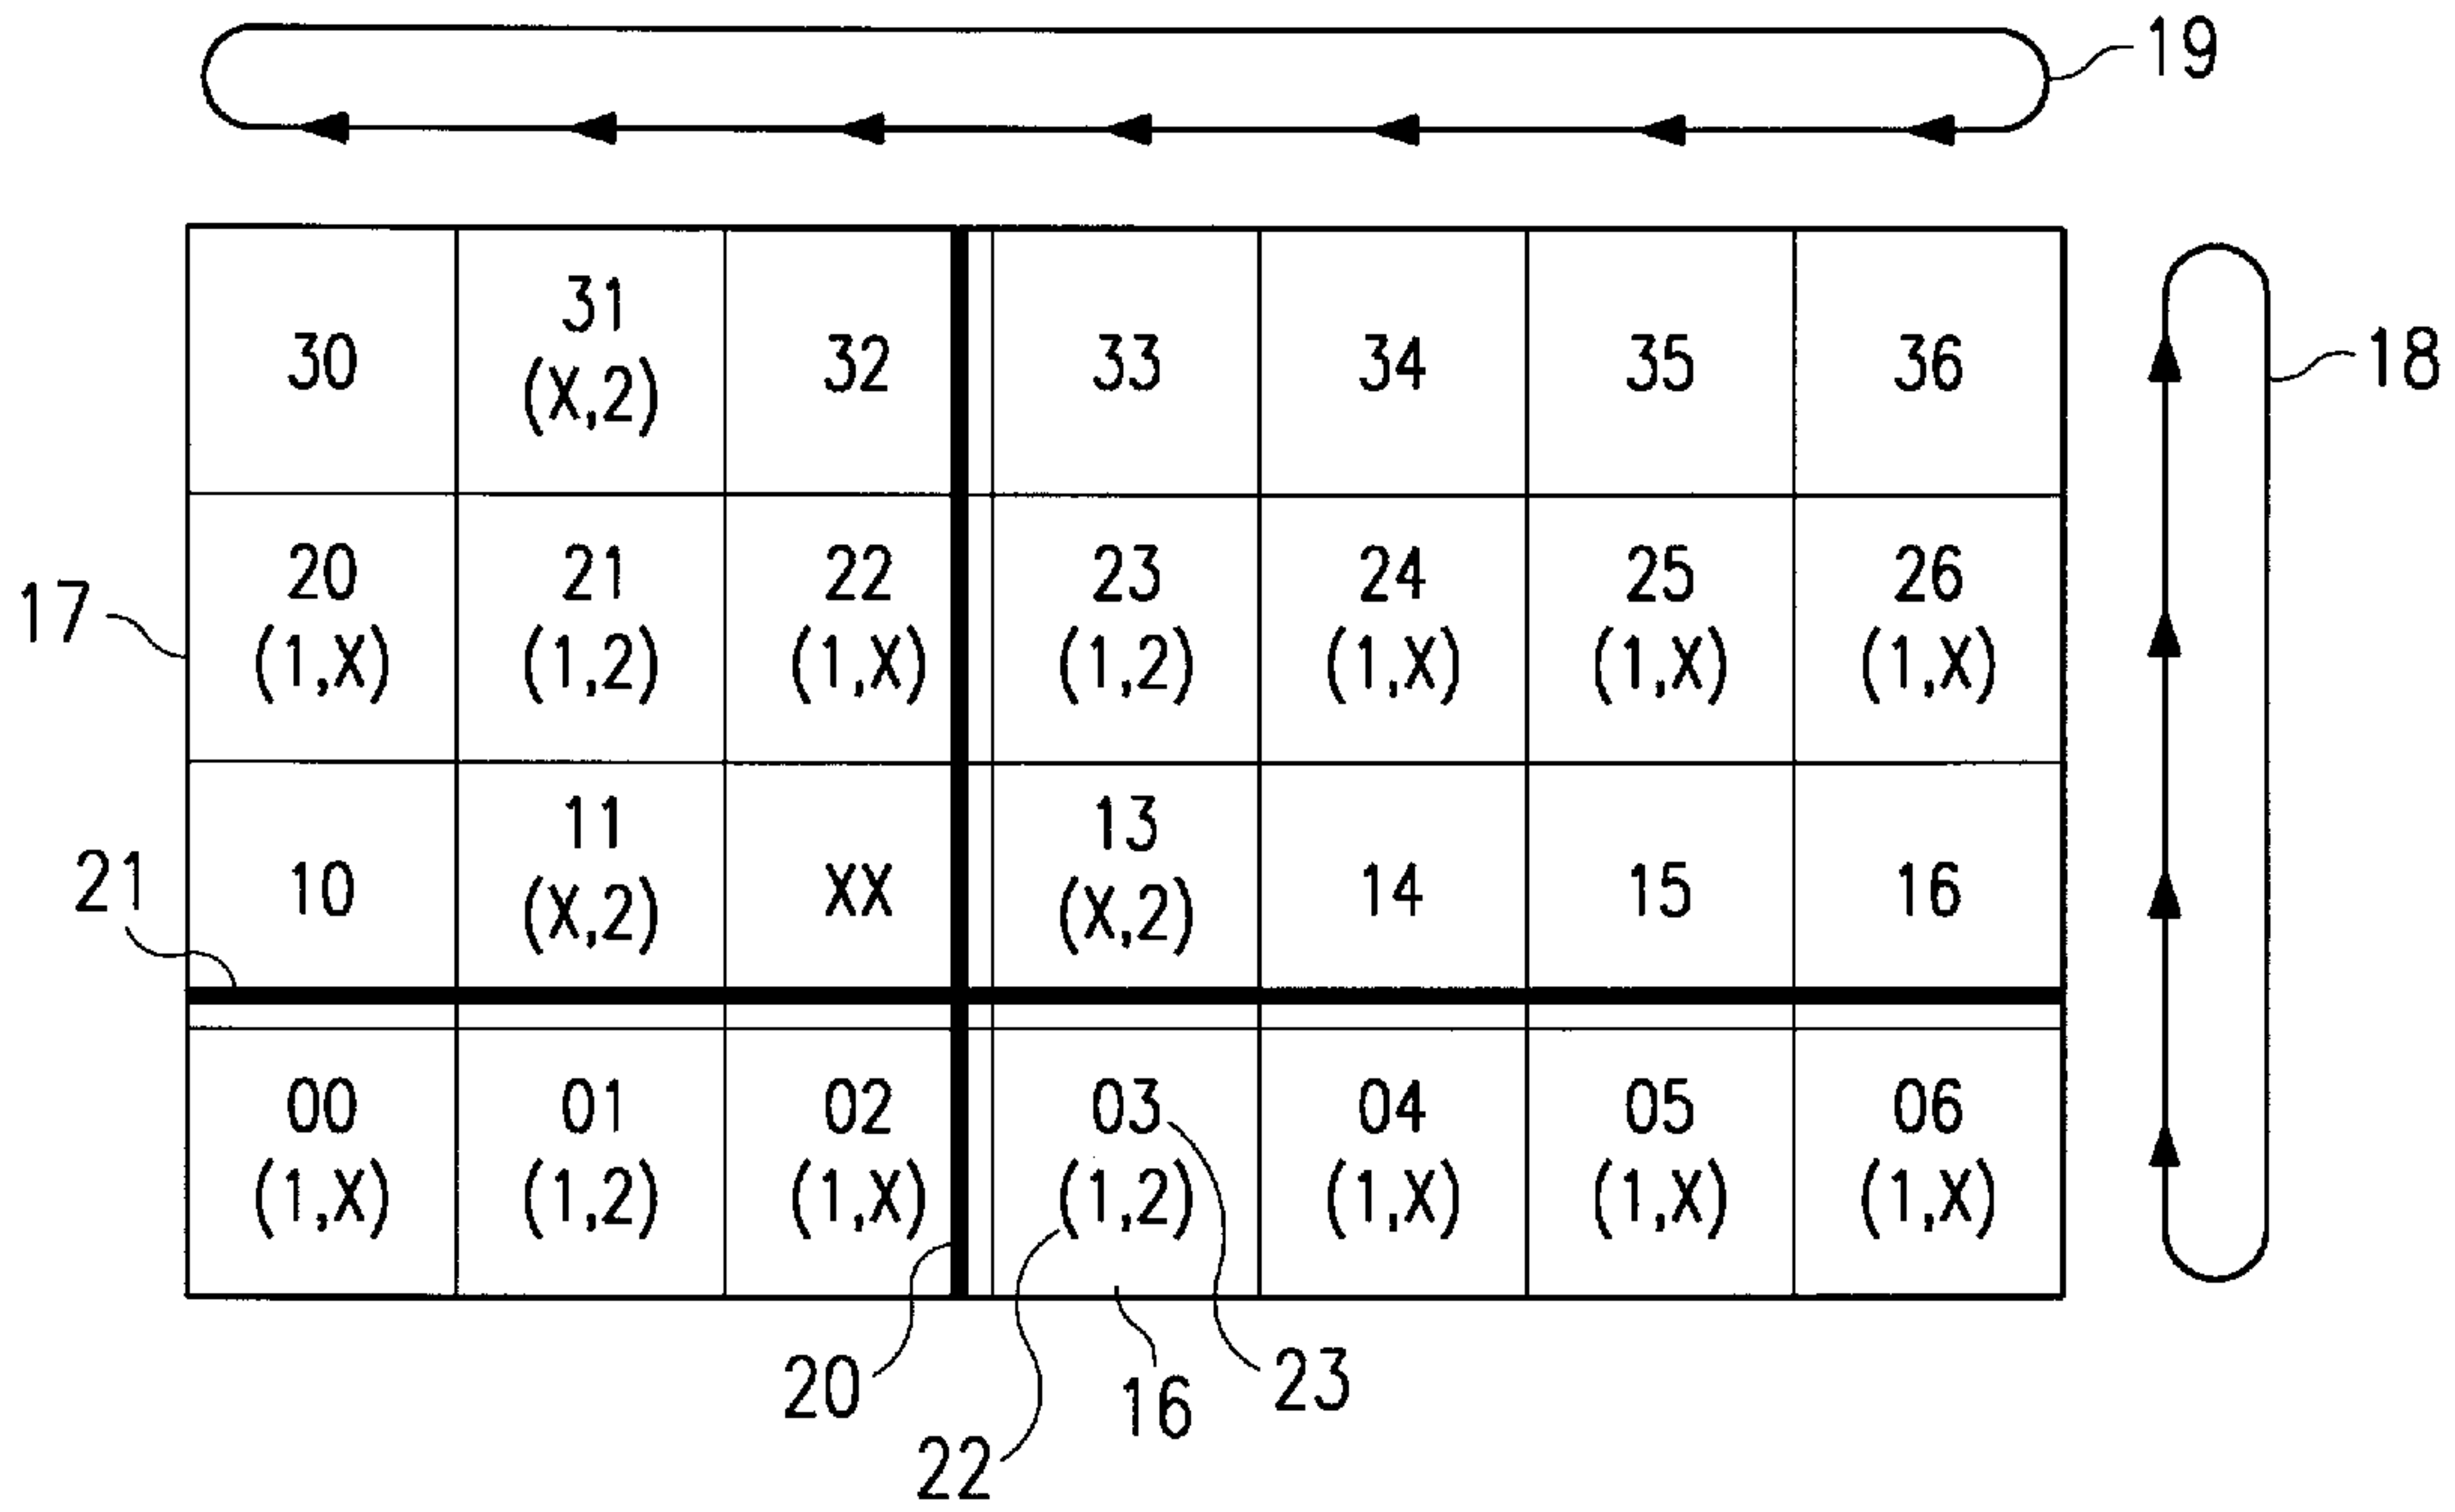 19
18
30 31 32 33 34 35 36
(X,2)
20 21 22 23 24 25 26
(1,X) (1,2) (1,X) (1,2) (1,X) (1,X) (1,X)
17
11 13
10 XX 14 15 16
(X,2) (X,2)
21
00 01 02 03 04 05 06
(1,X) (1,2) (1,X) (1,2) (1,X) (1,X) (1,X)
20 16 23
22